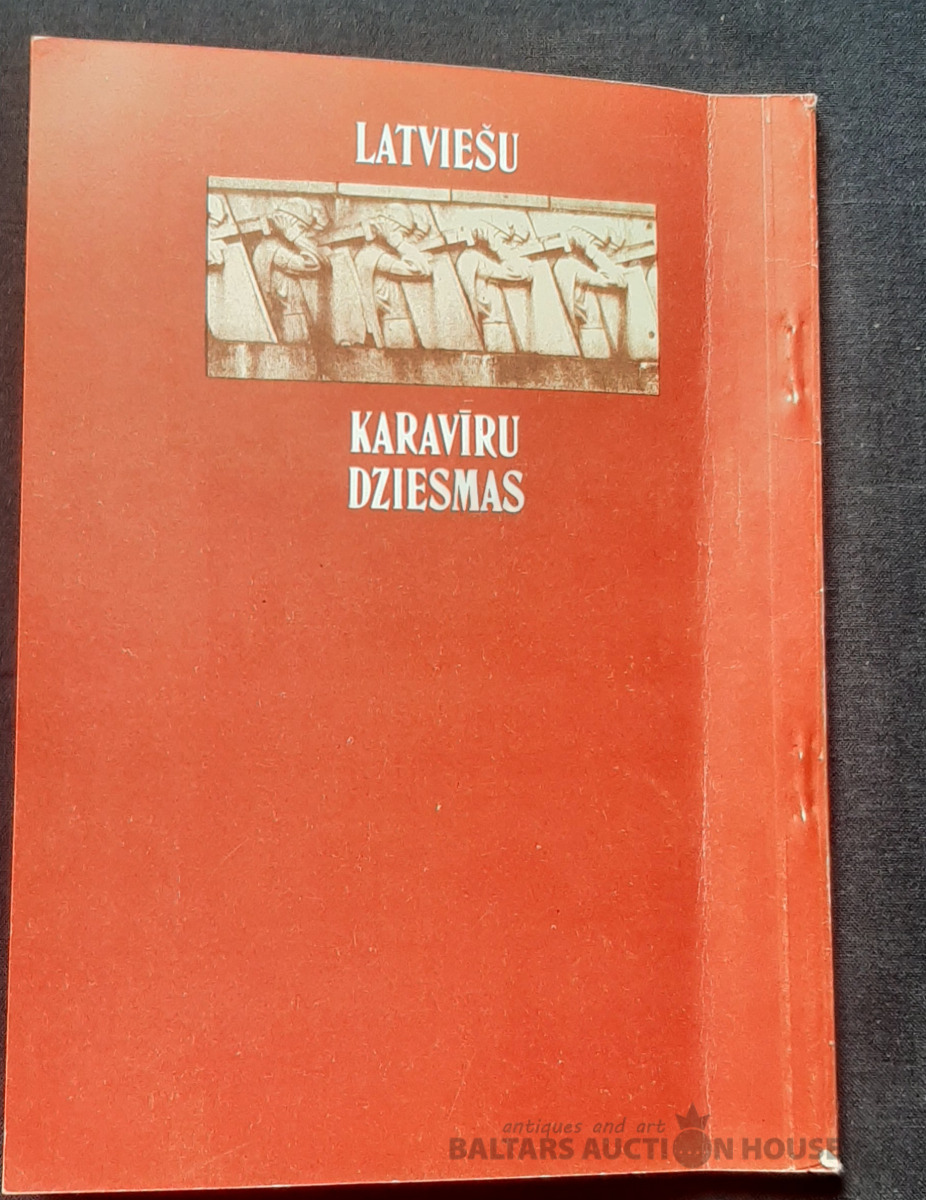 LATVIEŠU
KARAVĪRU
DZIESMAS
antiques and art
BALTARS AUCTION HOUSE